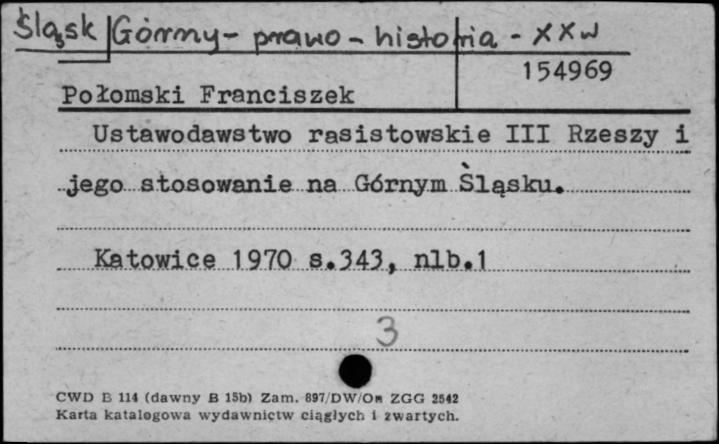 Śląsk Górny - prawo - historia - XX w
154969
Połomski Franciszek
Ustawodawstwo rasistowskie III Rzeszy i
jego stosowanie na Górnym Śląsku.
Katowice 1970 s.343, nlb.1
3
CWD B 114 (dawny B 15b) Zam. 897/DW/Om ZGG 2542
Karta katalogowa wydawnictw ciągłych i zwartych.